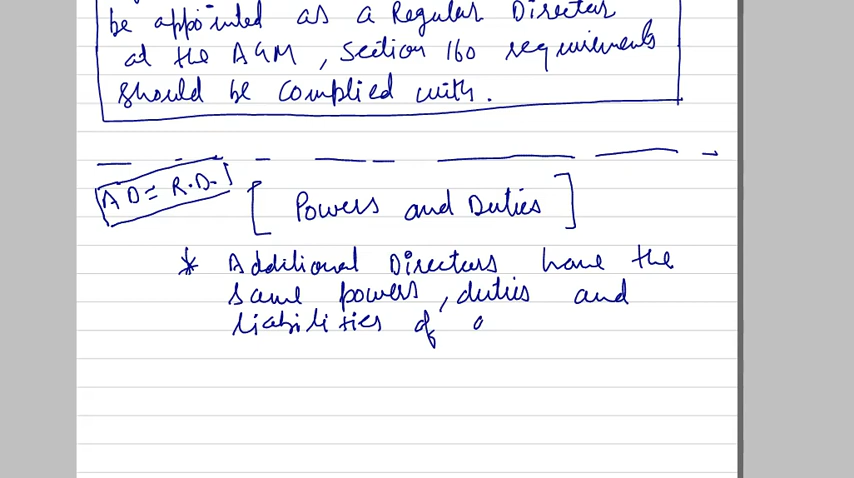 be appointed as a Regular Director
at the AGM, Section 160 requirements
should be complied with.
AD = R.D.
[ Powers and Duties ]
* Additional Directors have the
same powers, duties and
liabilities of a